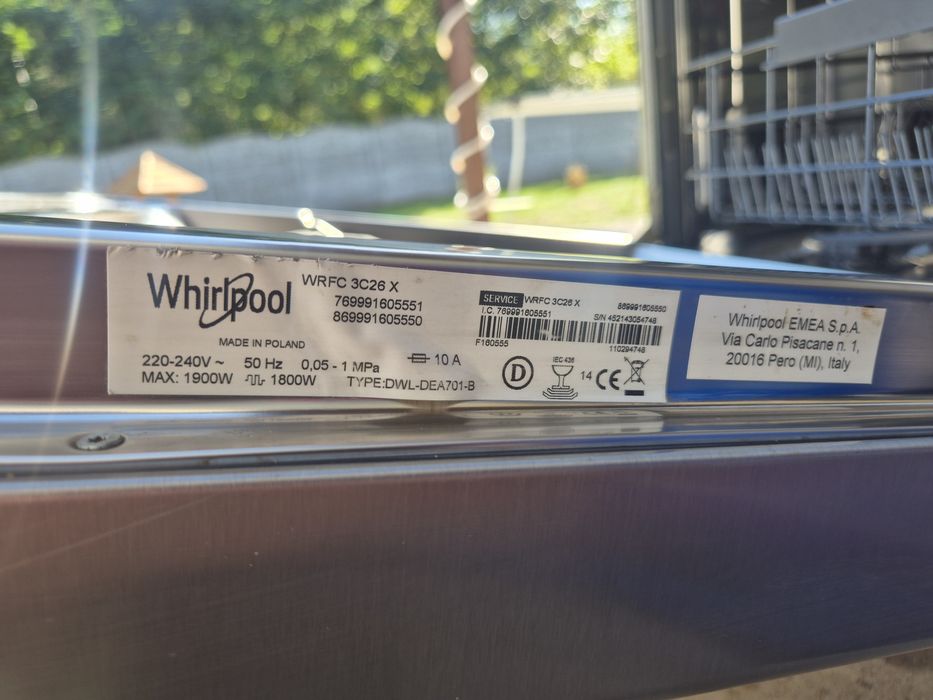 Whirlpool
WRFC 3C26 X
769991605551
869991605550
MADE IN POLAND
220-240V ~ 50 Hz 0,05 - 1 MPa 10 A
MAX: 1900W 1800W TYPE:DWL-DEA701-B
SERVICE WRFC 3C26 X 869991605550
I.C. 769991605551 S/N 452143054748
F160555 110294748
D
IEC 436
14 CE
Whirlpool EMEA S.p.A.
Via Carlo Pisacane n. 1,
20016 Pero (MI), Italy